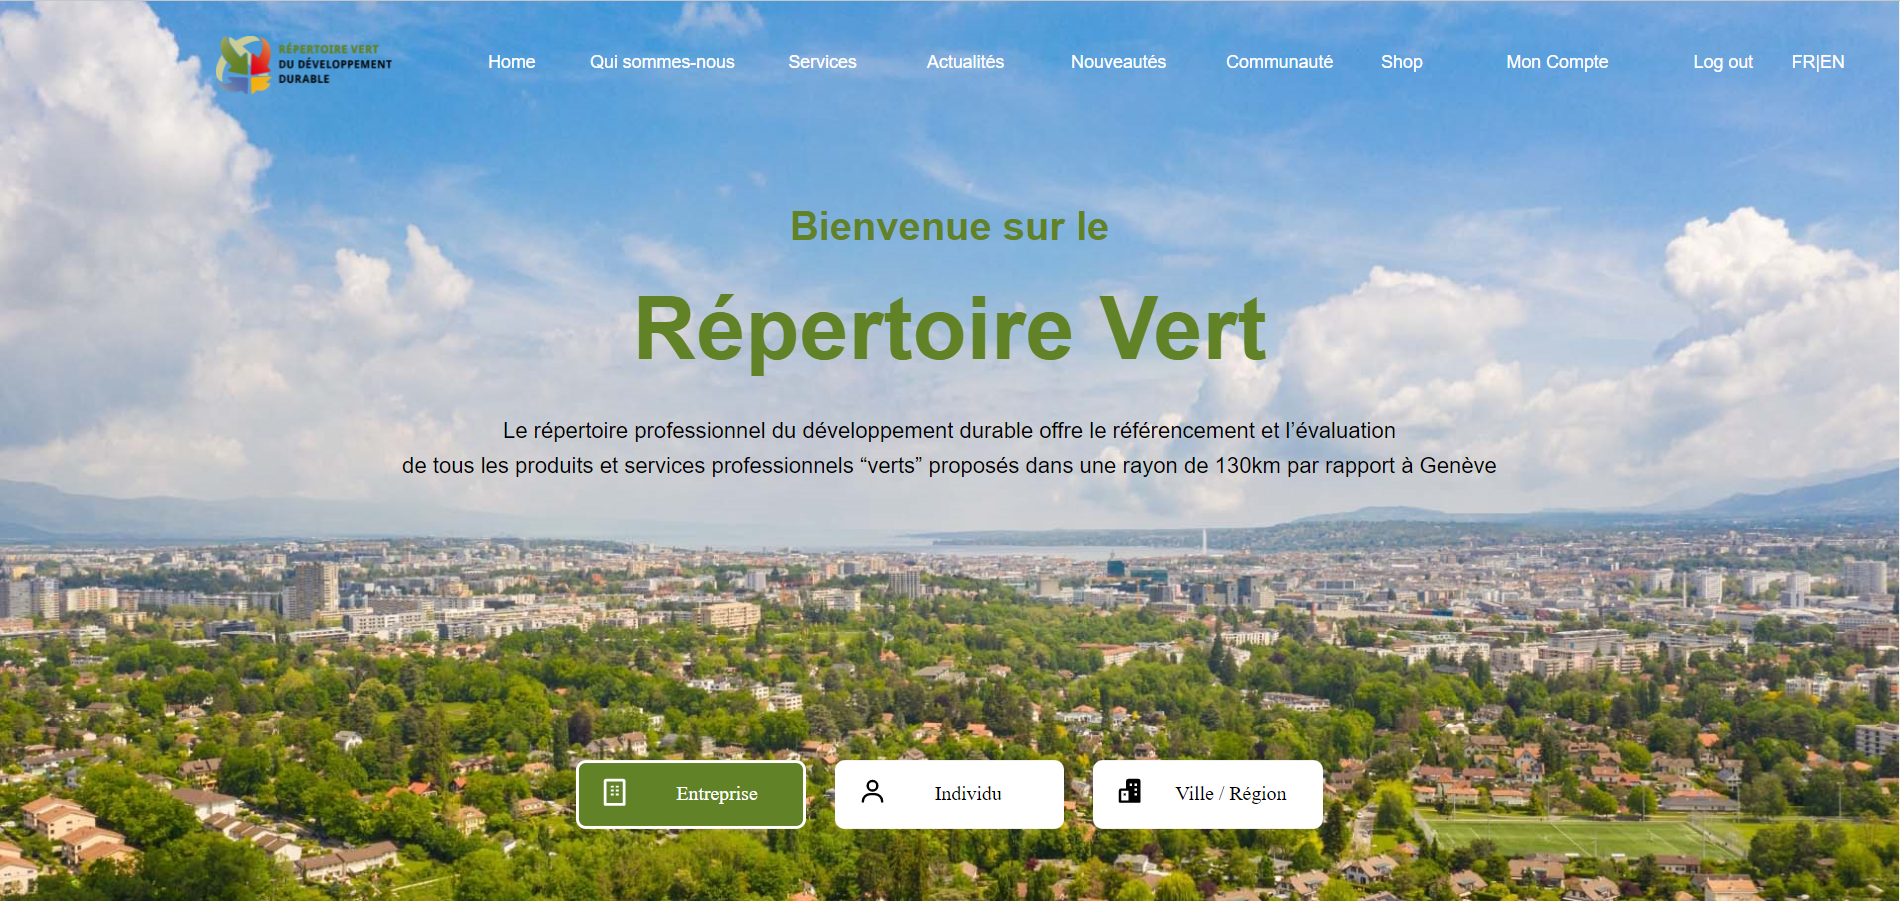 RÉPERTOIRE VERT
DU DÉVELOPPEMENT
DURABLE
Home Qui sommes-nous Services Actualités Nouveautés Communauté Shop Mon Compte Log out FR|EN
Bienvenue sur le
Répertoire Vert
Le répertoire professionnel du développement durable offre le référencement et l’évaluation
de tous les produits et services professionnels “verts” proposés dans une rayon de 130km par rapport à Genève
Entreprise Individu Ville / Région